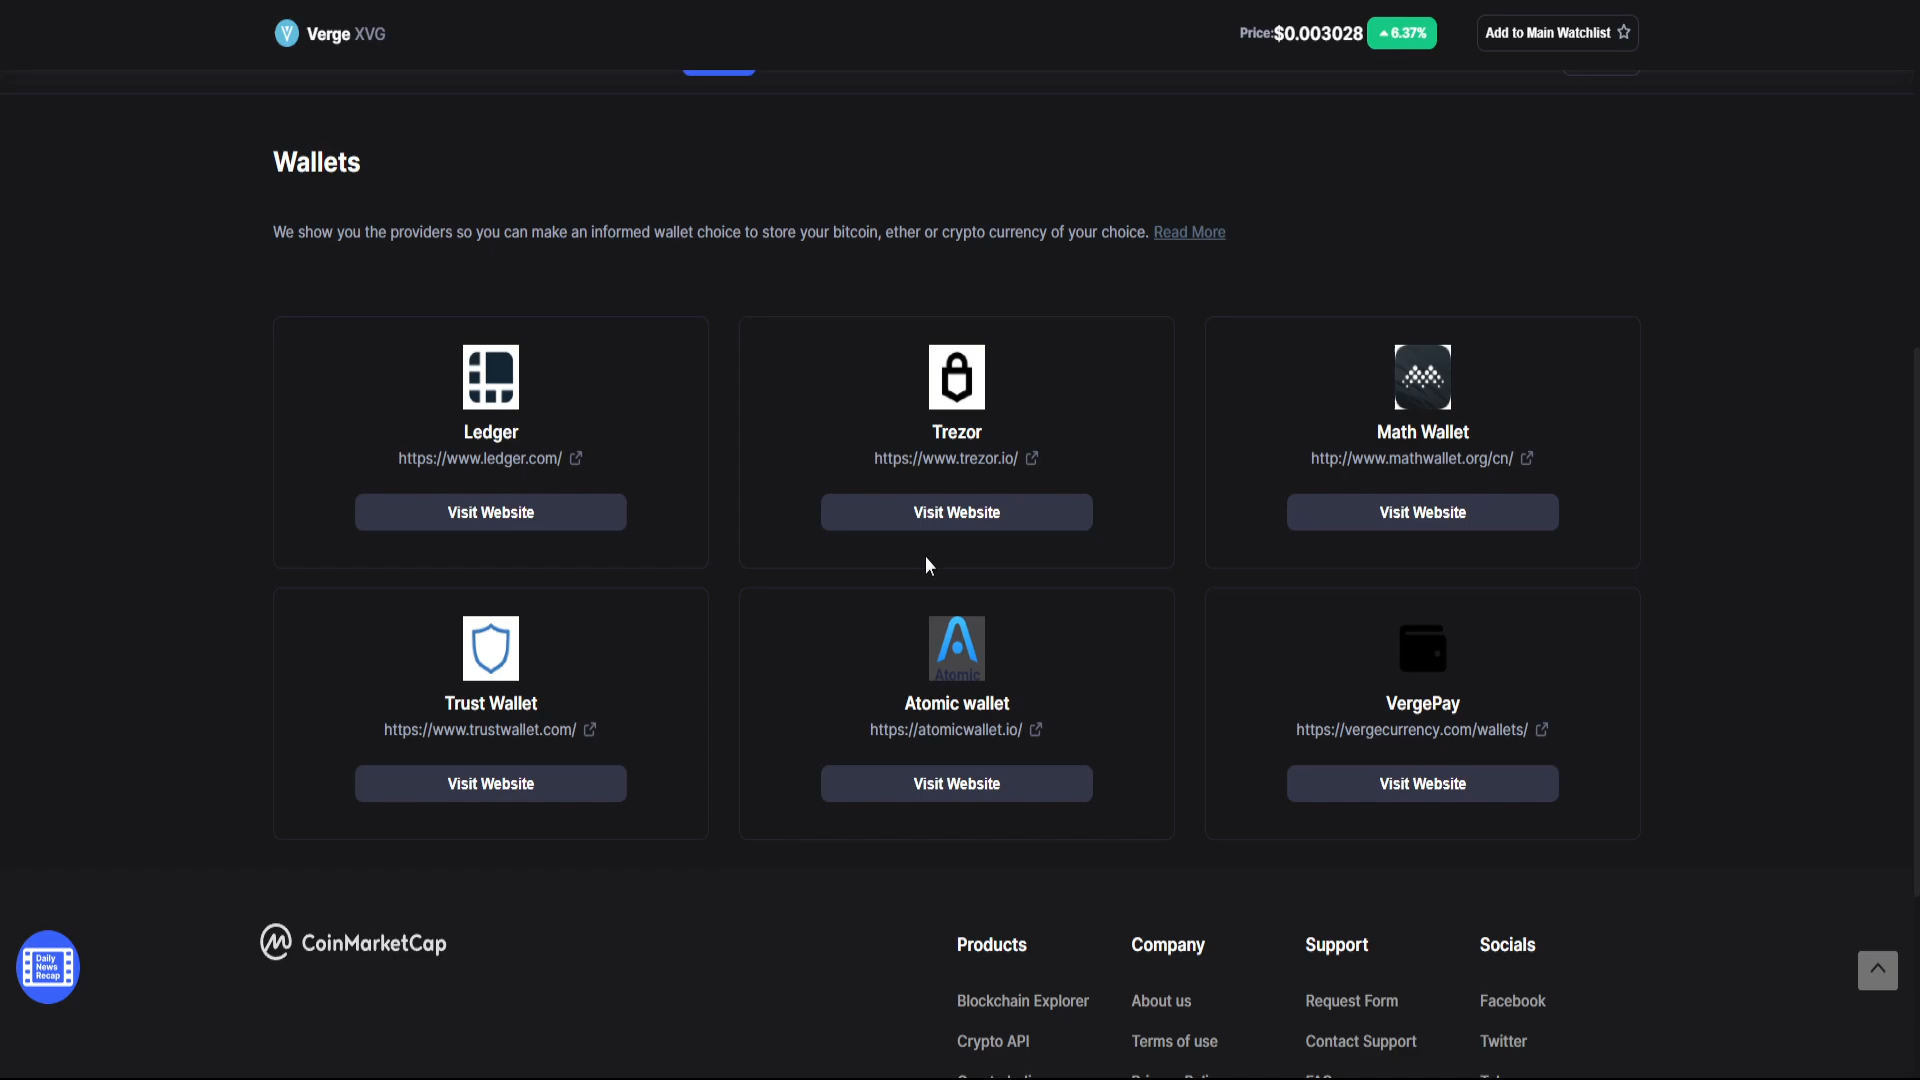 Verge XVG
Price:$0.003028 6.37%
Add to Main Watchlist
Wallets
We show you the providers so you can make an informed wallet choice to store your bitcoin, ether or crypto currency of your choice. Read More
Ledger
https://www.ledger.com/
Visit Website
Trezor
https://www.trezor.io/
Visit Website
Math Wallet
http://www.mathwallet.org/cn/
Visit Website
Trust Wallet
https://www.trustwallet.com/
Visit Website
Atomic
Atomic wallet
https://atomicwallet.io/
Visit Website
VergePay
https://vergecurrency.com/wallets/
Visit Website
CoinMarketCap
Daily
News
Recap
Products
Blockchain Explorer
Crypto API
Company
About us
Terms of use
Support
Request Form
Contact Support
Socials
Facebook
Twitter